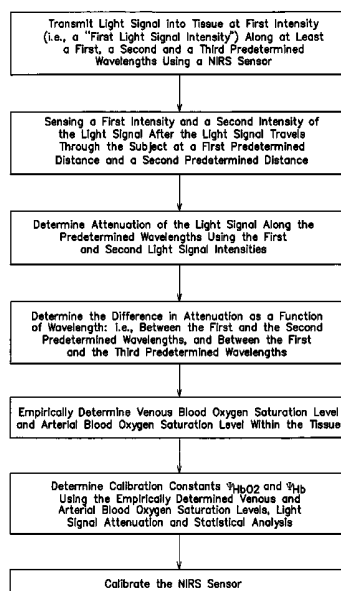 Transmit Light Signal into Tissue at First Intensity
(i.e., a "First Light Signal Intensity") Along at Least
a First, a Second and a Third Predetermined
Wavelengths Using a NIRS Sensor
Sensing a First Intensity and a Second Intensity of
the Light Signal After the Light Signal Travels
Through the Subject at a First Predetermined
Distance and a Second Predetermined Distance
Determine Attenuation of the Light Signal Along the
Predetermined Wavelengths Using the First
and Second Light Signal Intensities
Determine the Difference in Attenuation as a Function
of Wavelength: i.e., Between the First and the Second
Predetermined Wavelengths, and Between the First
and the Third Predetermined Wavelengths
Empirically Determine Venous Blood Oxygen Saturation Level
and Arterial Blood Oxygen Saturation Level Within the Tissue
Determine Calibration Constants ΨHbO2 and ΨHb
Using the Empirically Determined Venous and
Arterial Blood Oxygen Saturation Levels, Light
Signal Attenuation and Statistical Analysis
Calibrate the NIRS Sensor